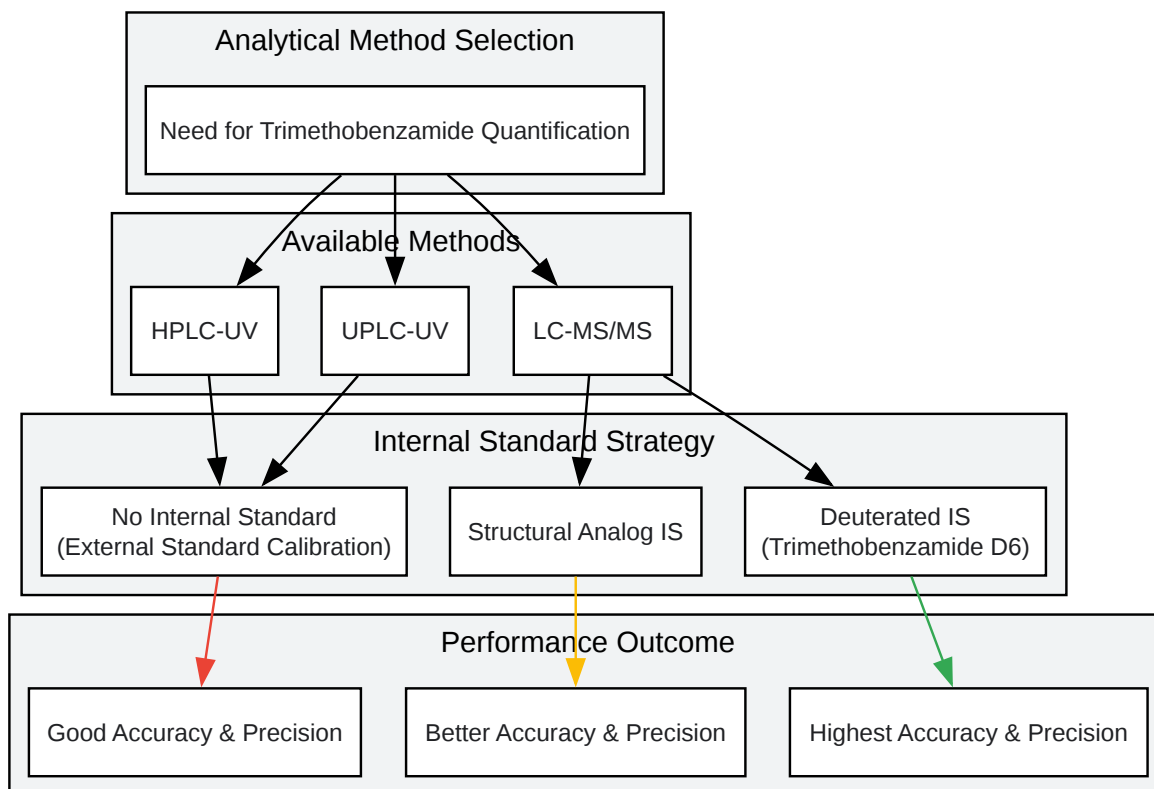 Analytical Method Selection
Need for Trimethobenzamide Quantification
Available Methods
HPLC-UV
UPLC-UV
LC-MS/MS
Internal Standard Strategy
No Internal Standard
(External Standard Calibration)
Structural Analog IS
Deuterated IS
(Trimethobenzamide D6)
Performance Outcome
Good Accuracy & Precision
Better Accuracy & Precision
Highest Accuracy & Precision